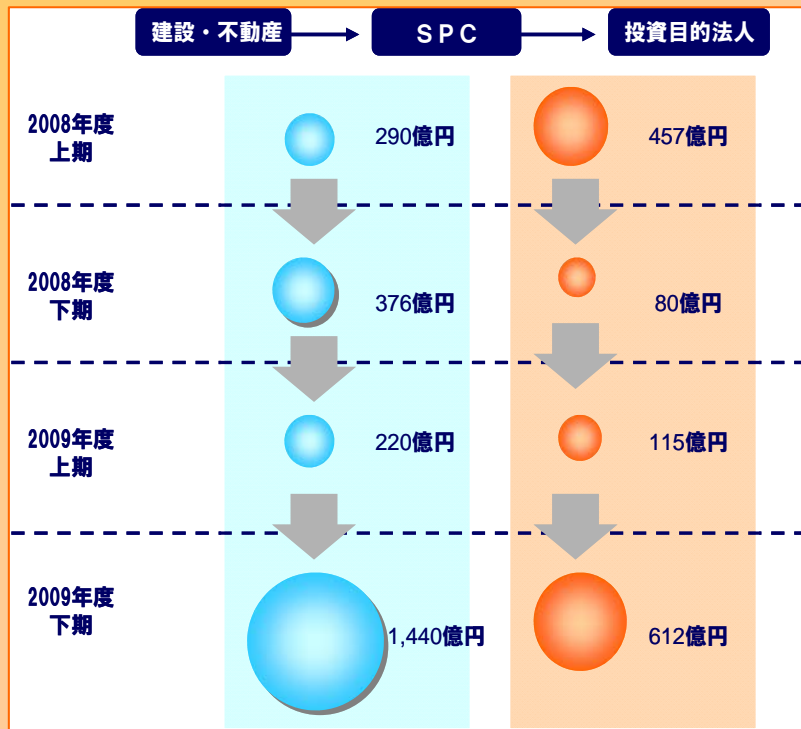 建設・不動産
SPC
投資目的法人
2008年度
上期
290億円
457億円
2008年度
下期
376億円
80億円
2009年度
上期
220億円
115億円
2009年度
下期
1,440億円
612億円